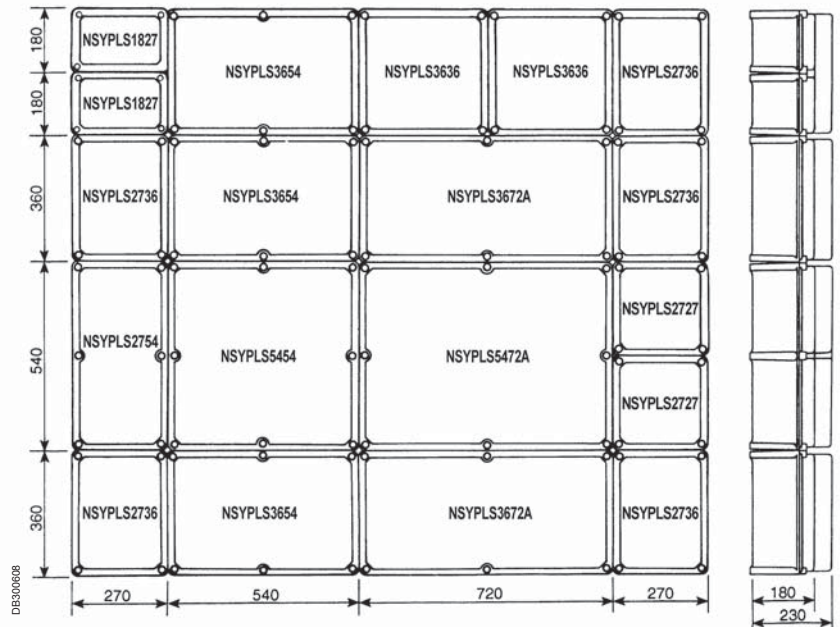 180
NSYPLS1827
NSYPLS3654
NSYPLS3636
NSYPLS3636
NSYPLS2736
180
NSYPLS1827
360
NSYPLS2736
NSYPLS3654
NSYPLS3672A
NSYPLS2736
540
NSYPLS2754
NSYPLS5454
NSYPLS5472A
NSYPLS2727
NSYPLS2727
360
NSYPLS2736
NSYPLS3654
NSYPLS3672A
NSYPLS2736
DB300608
270
540
720
270
180
230